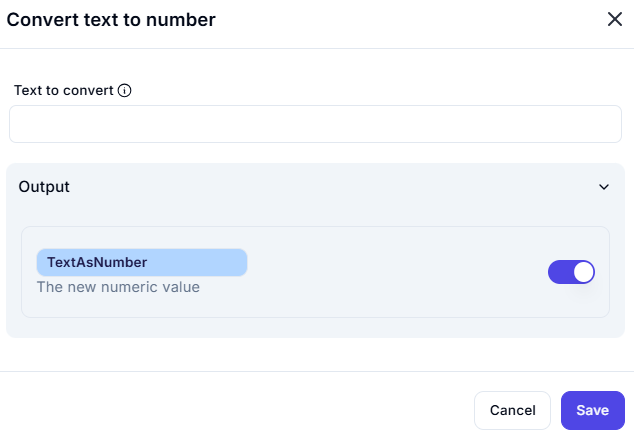 Convert text to number
Text to convert
Output
TextAsNumber
The new numeric value
Cancel
Save